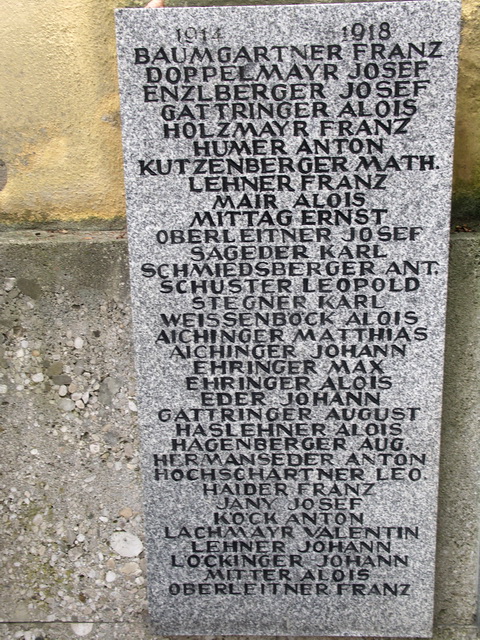 1914 1918
BAUMGARTNER FRANZ
DOPPELMAYR JOSEF
ENZLBERGER JOSEF
GATTRINGER ALOIS
HOLZMAYR FRANZ
HUMER ANTON
KUTZENBERGER MATH.
LEHNER FRANZ
MAIR ALOIS
MITTAG ERNST
OBERLEITNER JOSEF
SAGEDER KARL
SCHMIEDSBERGER ANT.
SCHUSTER LEOPOLD
STEGNER KARL
WEISSENBÖCK ALOIS
AICHINGER MATTHIAS
AICHINGER JOHANN
EHRINGER MAX
EHRINGER ALOIS
EDER JOHANN
GATTRINGER AUGUST
HASLEHNER ALOIS
HAGENBERGER AUG.
HERMANSEDER ANTON
HOCHSCHARTNER LEO.
HAIDER FRANZ
JANY JOSEF
KOCK ANTON
LACHMAYR VALENTIN
LEHNER JOHANN
LOCKINGER JOHANN
MITTER ALOIS
OBERLEITNER FRANZ